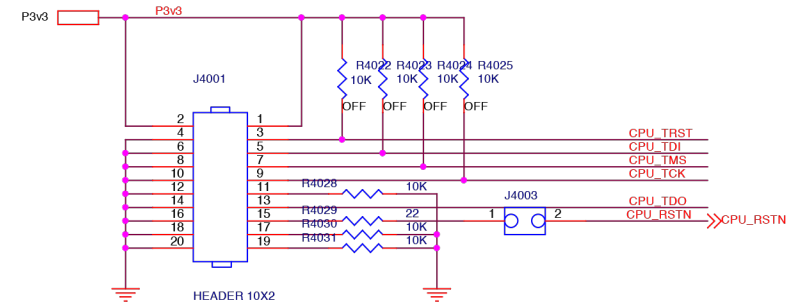 P3v3
P3v3
J4001
R4022 R4023 R4024 R4025
10K 10K 10K 10K
OFF OFF OFF OFF
2 1
4 3 CPU_TRST
6 5 CPU_TDI
8 7 CPU_TMS
10 9 CPU_TCK
12 11 R4028 10K
14 13 CPU_TDO
16 15 R4029 22 1 J4003 2 CPU_RSTN CPU_RSTN
18 17 R4030 10K
20 19 R4031 10K
HEADER 10X2